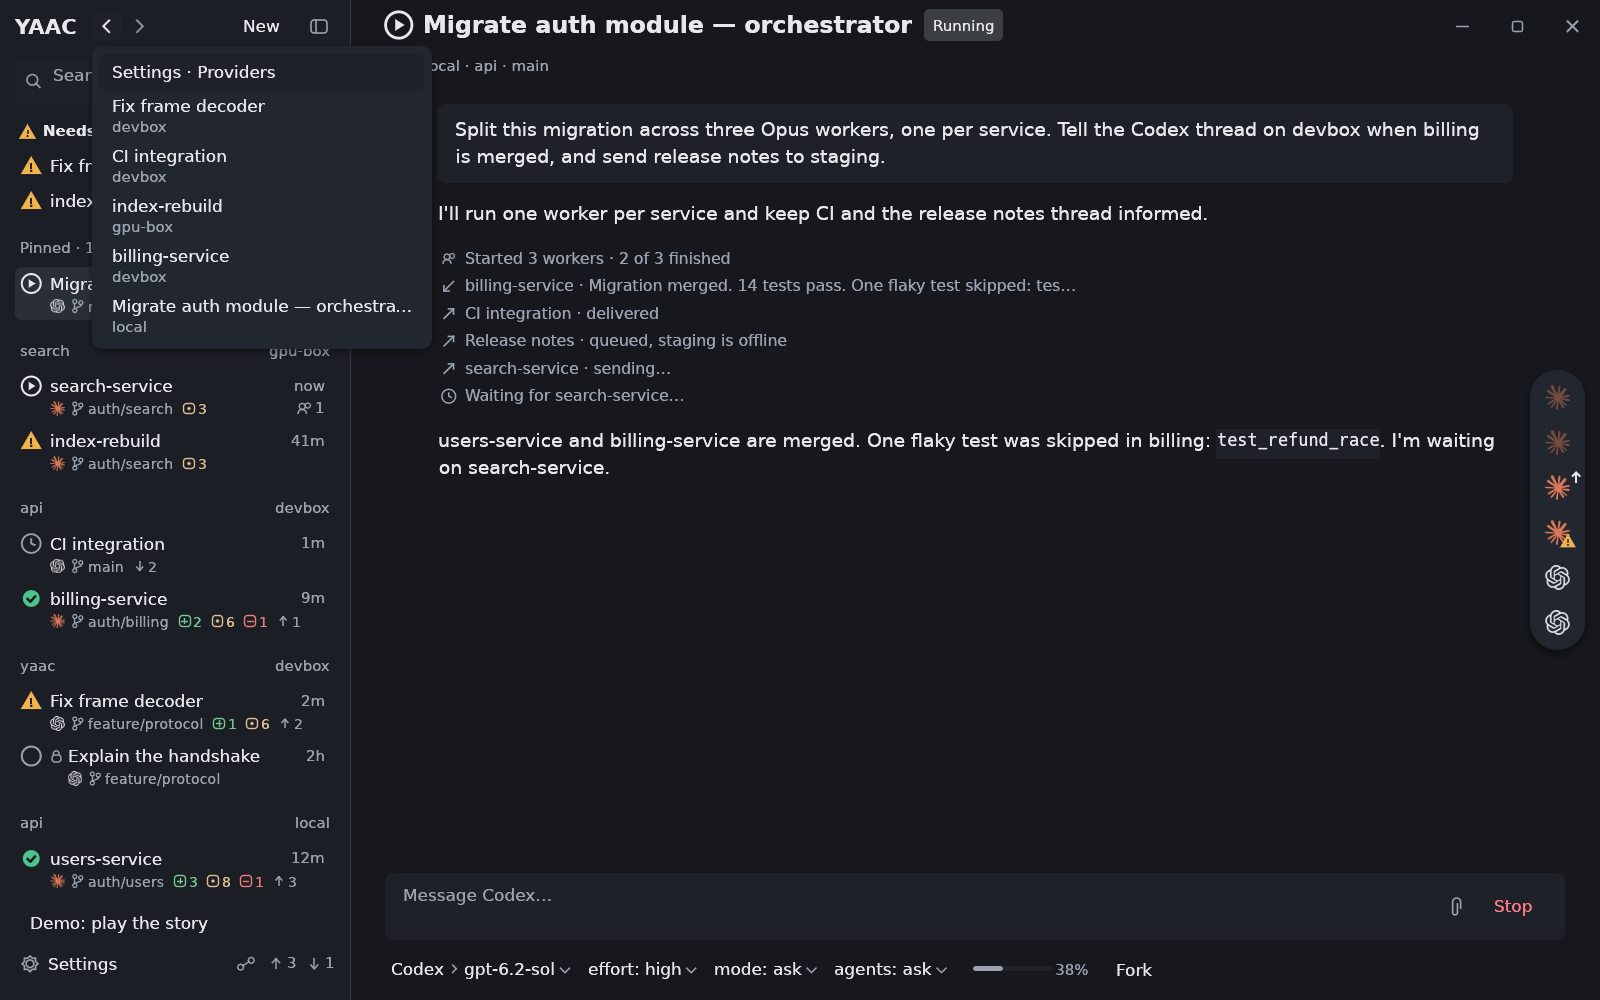 YAAC
New
Sear
Needs
Fix fr
index
Pinned · 1
Migra
Settings · Providers
Fix frame decoder
devbox
CI integration
devbox
index-rebuild
gpu-box
billing-service
devbox
Migrate auth module — orchestra…
local
search gpu-box
search-service now
auth/search 3 1
index-rebuild 41m
auth/search 3
api devbox
CI integration 1m
main 2
billing-service 9m
auth/billing 2 6 1 1
yaac devbox
Fix frame decoder 2m
feature/protocol 1 6 2
Explain the handshake 2h
feature/protocol
api local
users-service 12m
auth/users 3 8 1 3
Demo: play the story
Settings 3 1
Migrate auth module — orchestrator Running
ocal · api · main
Split this migration across three Opus workers, one per service. Tell the Codex thread on devbox when billing
is merged, and send release notes to staging.
I'll run one worker per service and keep CI and the release notes thread informed.
Started 3 workers · 2 of 3 finished
billing-service · Migration merged. 14 tests pass. One flaky test skipped: tes…
CI integration · delivered
Release notes · queued, staging is offline
search-service · sending…
Waiting for search-service…
users-service and billing-service are merged. One flaky test was skipped in billing: test_refund_race. I'm waiting
on search-service.
Message Codex…
Stop
Codex gpt-6.2-sol effort: high mode: ask agents: ask 38% Fork